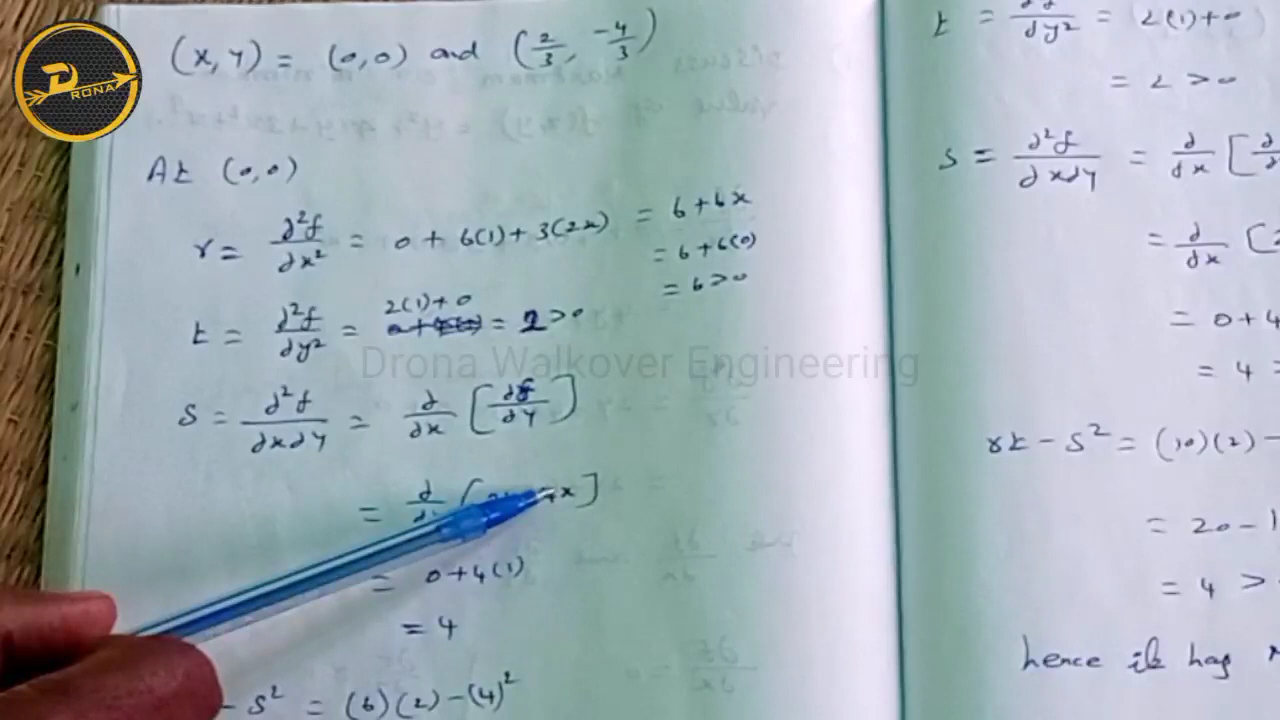 DRONA
(x, y) = (0,0) and (2/3, -4/3)
At (0,0)
r = ∂²f/∂x² = 0 + 6(1) + 3(2x) = 6 + 6x
= 6 + 6(0)
= 6 > 0
t = ∂²f/∂y² = 2(1) + 0 = 2 > 0
Drona Walkover Engineering
s = ∂²f/∂x∂y = ∂/∂x [∂f/∂y]
= ∂/ [ x]
= 0 + 4(1)
= 4
- s² = (6)(2) - (4)²
t = ∂²f/∂y² = 2(1) + 0
= 2 > 0
s = ∂²f/∂x∂y = ∂/∂x [∂/
= ∂/∂x [2
= 0 + 4
= 4
rt - s² = (10)(2) -
= 20 - 1
= 4 >
hence it has